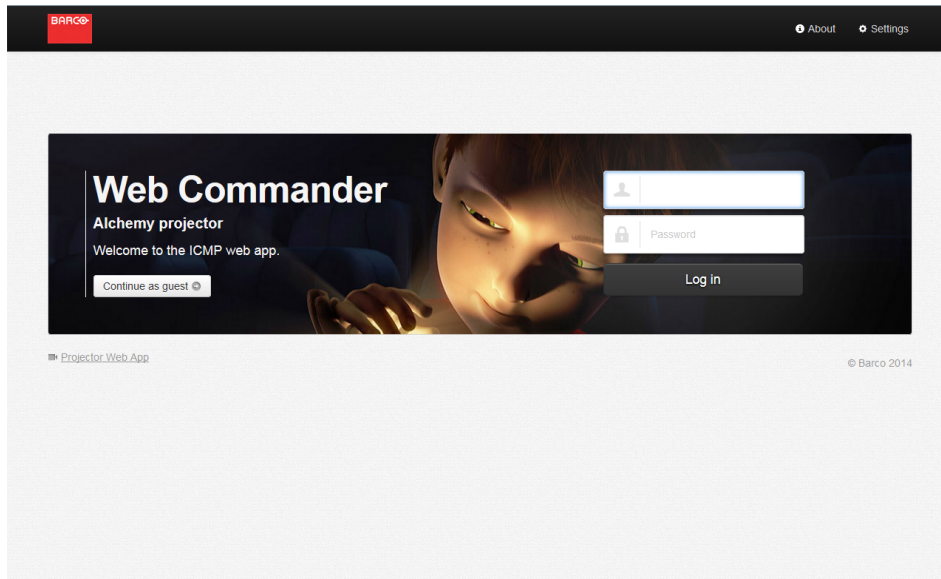 BARCO
About Settings
Web Commander
Alchemy projector
Welcome to the ICMP web app.
Continue as guest
Password
Log in
Projector Web App
© Barco 2014